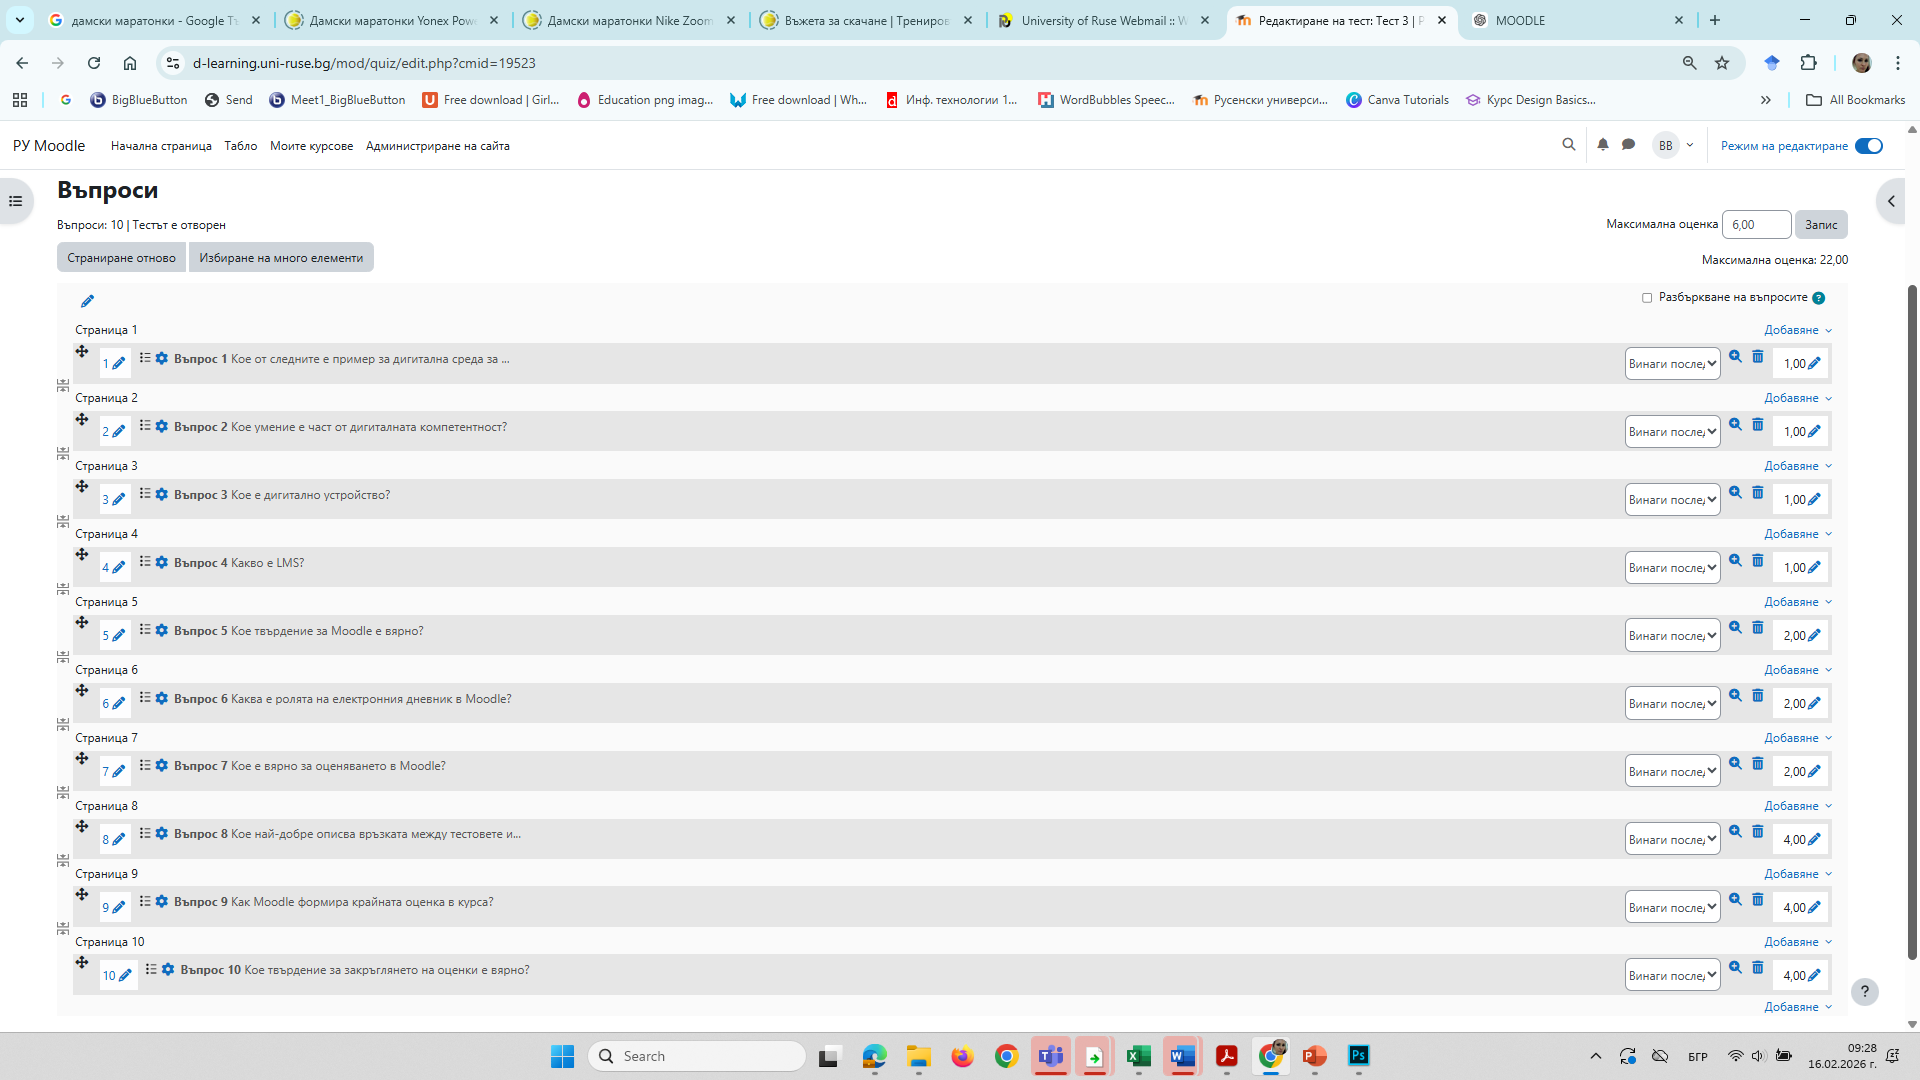 дамски маратонки - Google Тъ
Дамски маратонки Yonex Powe
Дамски маратонки Nike Zoom
Въжета за скачане | Трениров
University of Ruse Webmail :: W
Редактиране на тест: Тест 3 | Р
MOODLE
d-learning.uni-ruse.bg/mod/quiz/edit.php?cmid=19523
BigBlueButton
Send
Meet1_BigBlueButton
Free download | Girl...
Education png imag...
Free download | Wh...
Инф. технологии 1...
WordBubbles Speec...
Русенски универси...
Canva Tutorials
Курс Design Basics...
All Bookmarks
РУ Moodle
Начална страница
Табло
Моите курсове
Администриране на сайта
ВВ
Режим на редактиране
Въпроси
Въпроси: 10 | Тестът е отворен
Максимална оценка 6,00 Запис
Страниране отново
Избиране на много елементи
Максимална оценка: 22,00
Разбъркване на въпросите ?
Страница 1 Добавяне
1 Въпрос 1 Кое от следните е пример за дигитална среда за ... Винаги после 1,00
Страница 2 Добавяне
2 Въпрос 2 Кое умение е част от дигиталната компетентност? Винаги после 1,00
Страница 3 Добавяне
3 Въпрос 3 Кое е дигитално устройство? Винаги после 1,00
Страница 4 Добавяне
4 Въпрос 4 Какво е LMS? Винаги после 1,00
Страница 5 Добавяне
5 Въпрос 5 Кое твърдение за Moodle е вярно? Винаги после 2,00
Страница 6 Добавяне
6 Въпрос 6 Каква е ролята на електронния дневник в Moodle? Винаги после 2,00
Страница 7 Добавяне
7 Въпрос 7 Кое е вярно за оценяването в Moodle? Винаги после 2,00
Страница 8 Добавяне
8 Въпрос 8 Кое най-добре описва връзката между тестовете и... Винаги после 4,00
Страница 9 Добавяне
9 Въпрос 9 Как Moodle формира крайната оценка в курса? Винаги после 4,00
Страница 10 Добавяне
10 Въпрос 10 Кое твърдение за закръглянето на оценки е вярно? Винаги после 4,00
Добавяне
?
Search
БГР
09:28
16.02.2026 г.